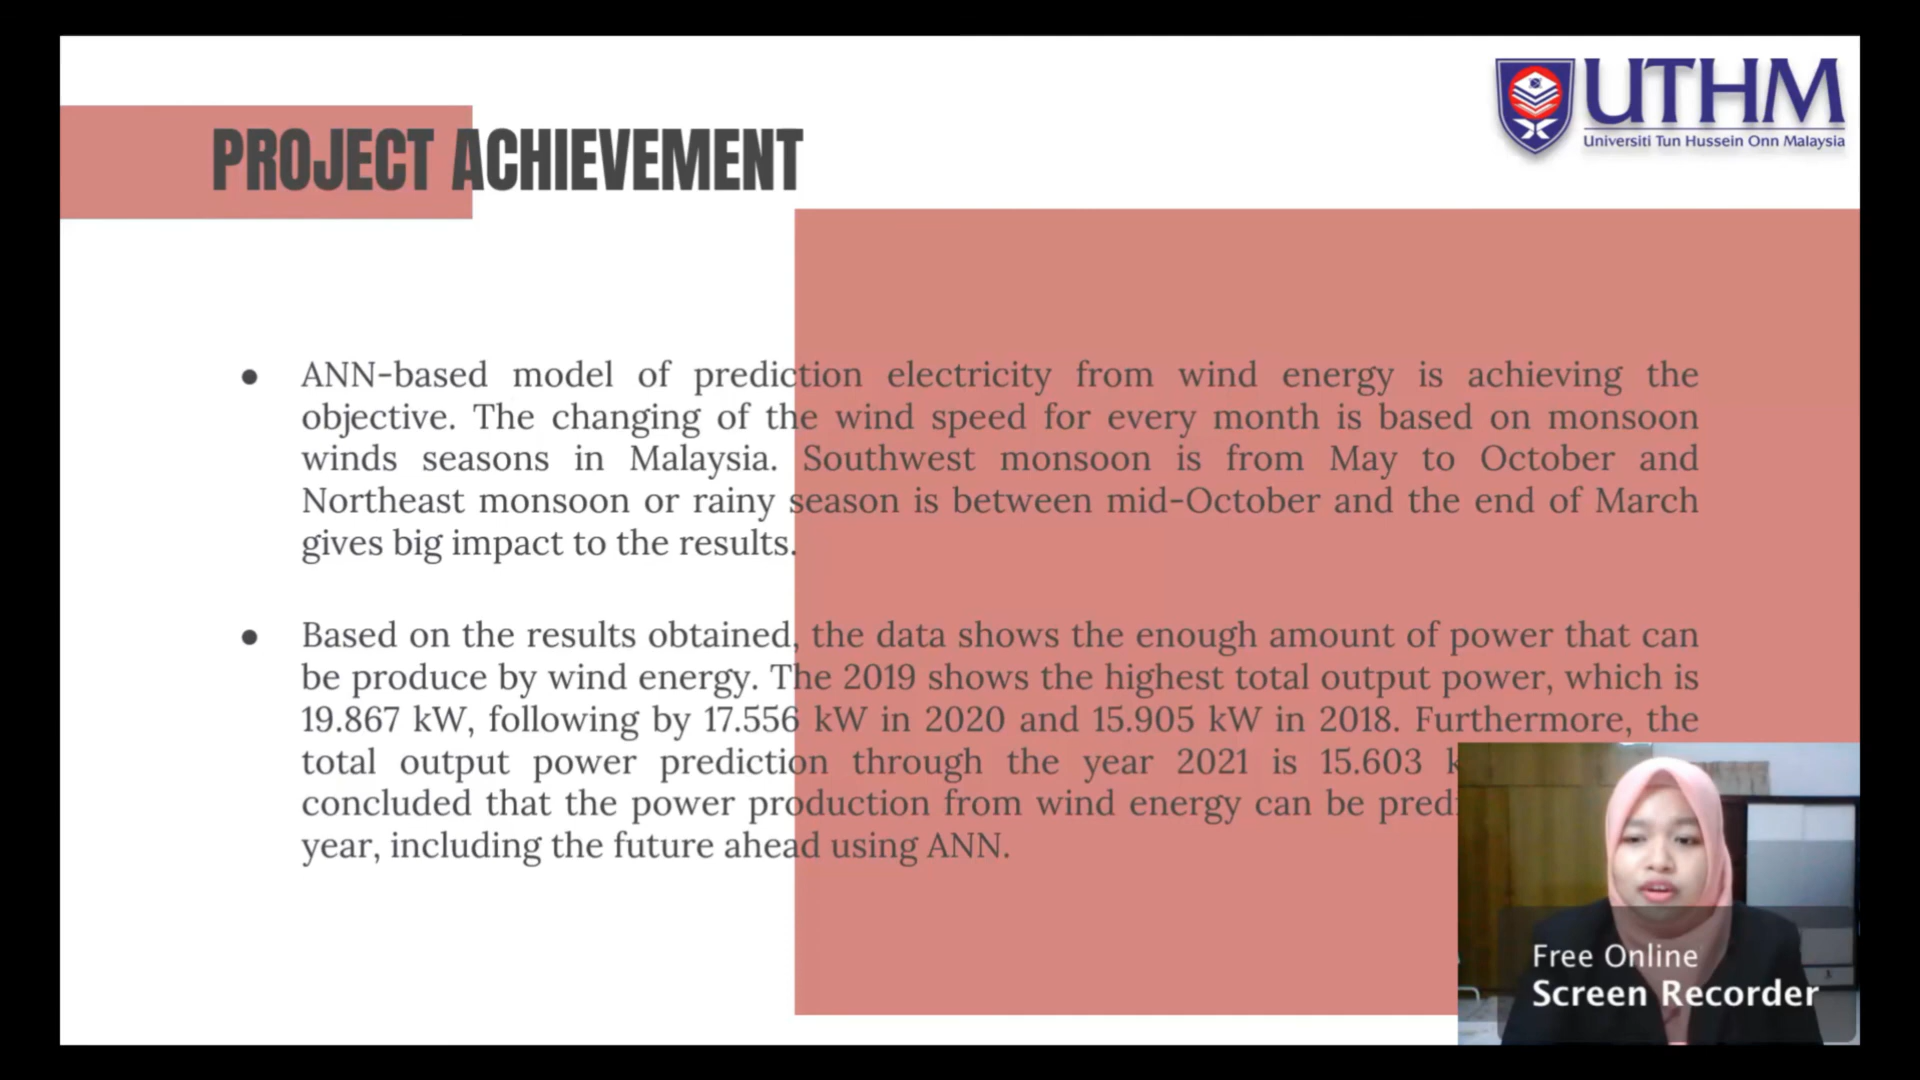 UTHM
Universiti Tun Hussein Onn Malaysia
PROJECT ACHIEVEMENT
● ANN-based model of prediction electricity from wind energy is achieving the
objective. The changing of the wind speed for every month is based on monsoon
winds seasons in Malaysia. Southwest monsoon is from May to October and
Northeast monsoon or rainy season is between mid-October and the end of March
gives big impact to the results.
● Based on the results obtained, the data shows the enough amount of power that can
be produce by wind energy. The 2019 shows the highest total output power, which is
19.867 kW, following by 17.556 kW in 2020 and 15.905 kW in 2018. Furthermore, the
total output power prediction through the year 2021 is 15.603
concluded that the power production from wind energy can be
year, including the future ahead using ANN.
Free Online
Screen Recorder